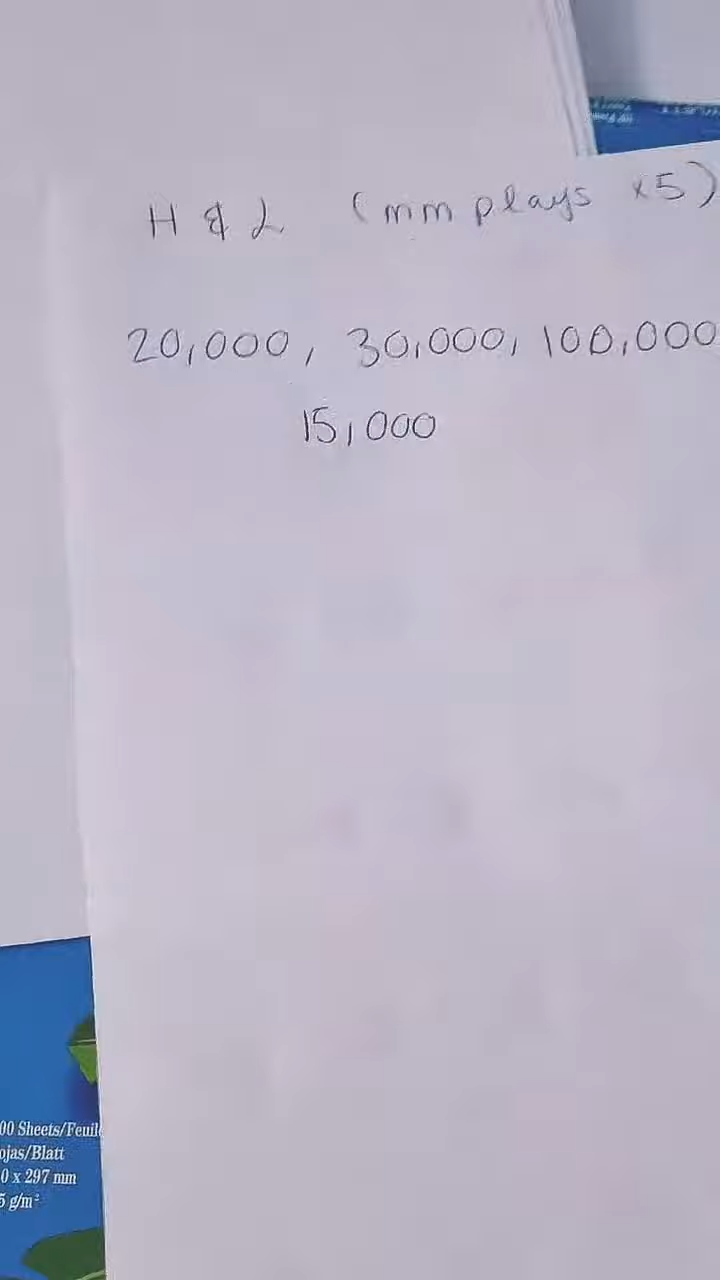 H & L (mm plays x5)
20,000, 30,000, 100,000
15,000
00 Sheets/Feuil
ojas/Blatt
0 x 297 mm
5 g/m²